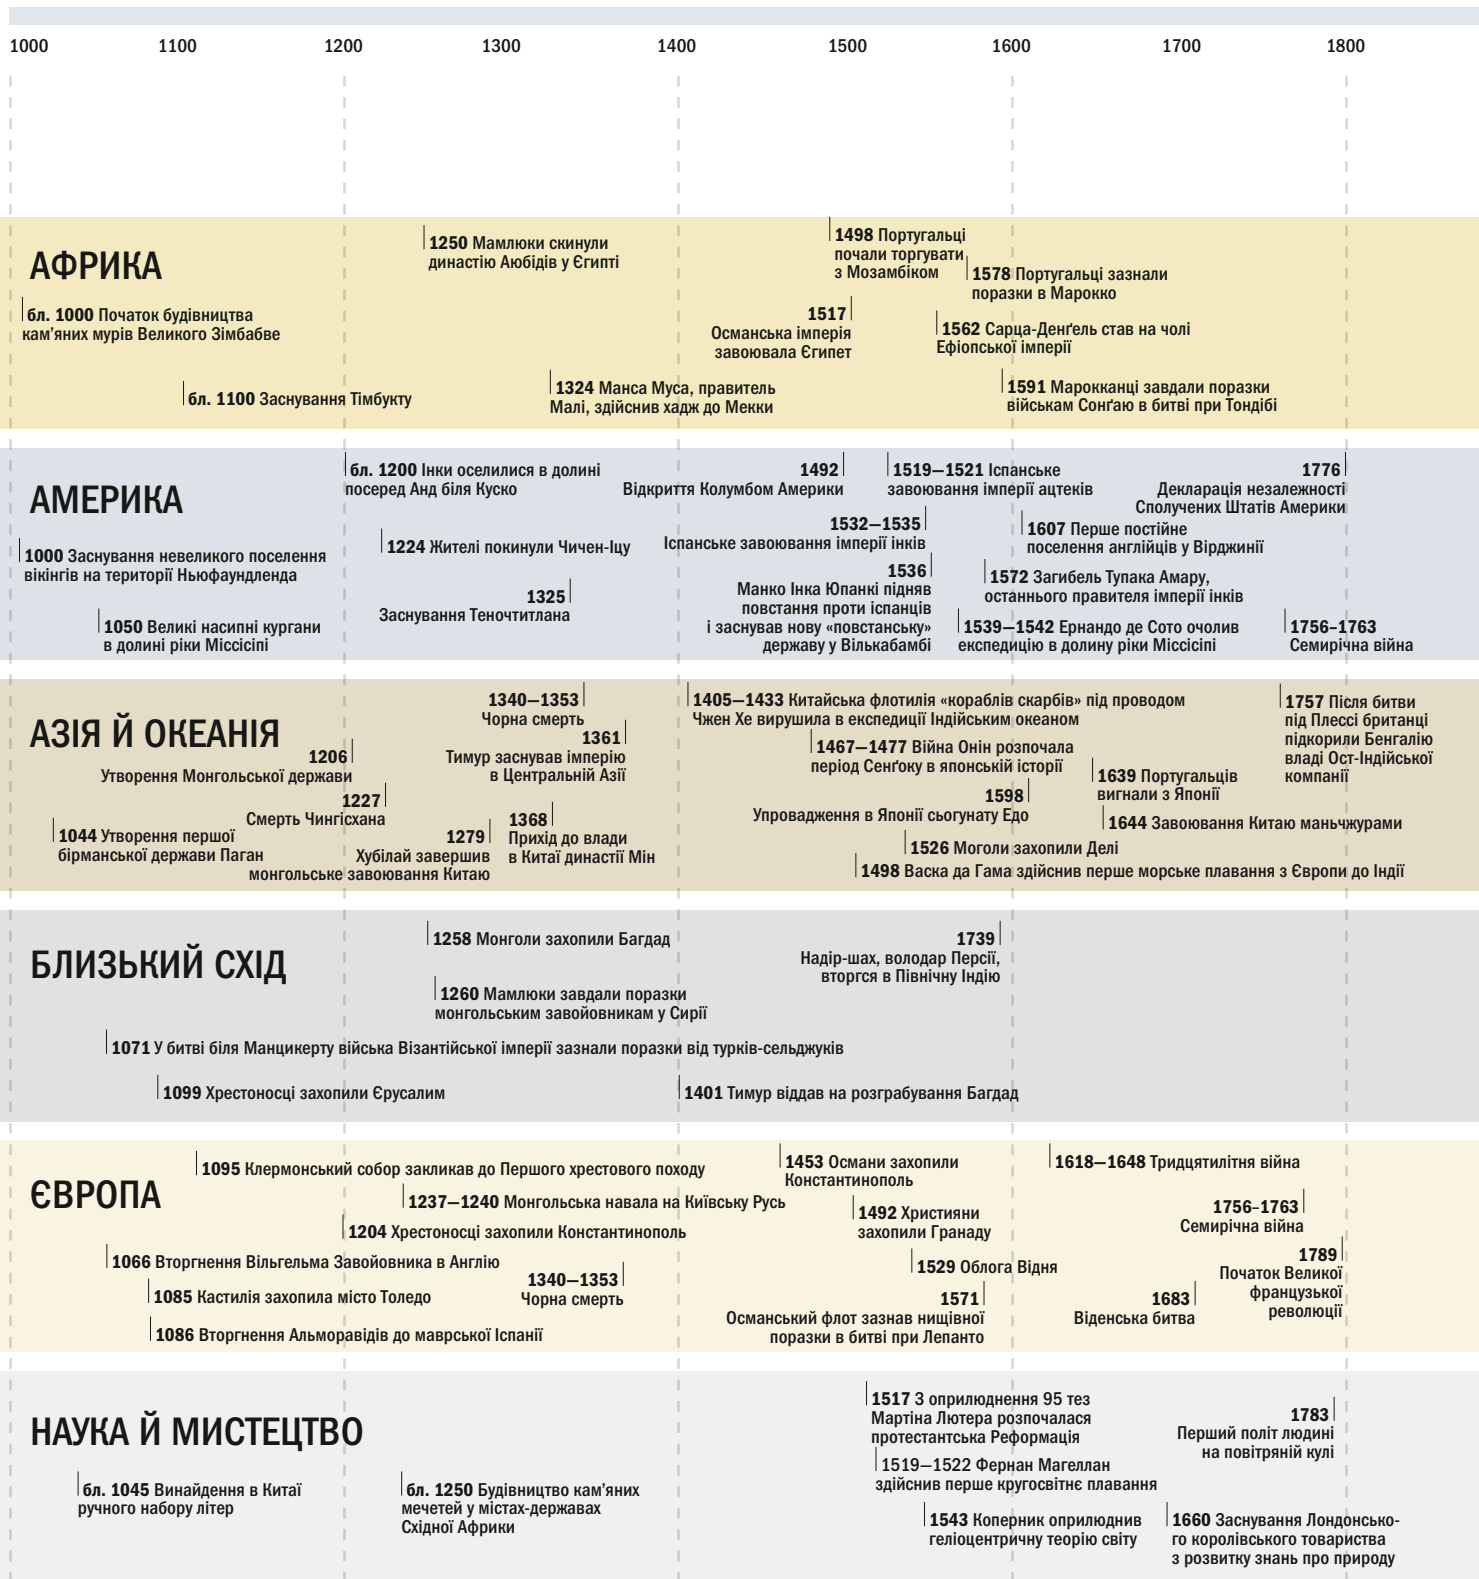 1000 1100 1200 1300 1400 1500 1600 1700 1800
АФРИКА
1250 Мамлюки скинули
династію Аюбідів у Єгипті
1498 Португальці
почали торгувати
з Мозамбіком
1578 Португальці зазнали
поразки в Марокко
бл. 1000 Початок будівництва
кам’яних мурів Великого Зімбабве
1517
Османська імперія
завоювала Єгипет
1562 Сарца-Денґель став на чолі
Ефіопської імперії
бл. 1100 Заснування Тімбукту
1324 Манса Муса, правитель
Малі, здійснив хадж до Мекки
1591 Марокканці завдали поразки
військам Сонґаю в битві при Тондібі
АМЕРИКА
бл. 1200 Інки оселилися в долині
посеред Анд біля Куско
1492
Відкриття Колумбом Америки
1519–1521 Іспанське
завоювання імперії ацтеків
1776
Декларація незалежності
Сполучених Штатів Америки
1000 Заснування невеликого поселення
вікінгів на території Ньюфаундленда
1224 Жителі покинули Чичен-Іцу
1532–1535
Іспанське завоювання імперії інків
1607 Перше постійне
поселення англійців у Вірджинії
1325
Заснування Теночтитлана
1536
Манко Інка Юпанкі підняв
повстання проти іспанців
і заснував нову «повстанську»
державу у Вількабамбі
1572 Загибель Тупака Амару,
останнього правителя імперії інків
1050 Великі насипні кургани
в долині ріки Міссісіпі
1539–1542 Ернандо де Сото очолив
експедицію в долину ріки Міссісіпі
1756-1763
Семирічна війна
АЗІЯ Й ОКЕАНІЯ
1340–1353
Чорна смерть
1405–1433 Китайська флотилія «кораблів скарбів» під проводом
Чжен Хе вирушила в експедиції Індійським океаном
1757 Після битви
під Плессі британці
підкорили Бенгалію
владі Ост-Індійської
компанії
1206
Утворення Монгольської держави
1361
Тимур заснував імперію
в Центральній Азії
1467–1477 Війна Онін розпочала
період Сенґоку в японській історії
1639 Португальців
вигнали з Японії
1227
Смерть Чингісхана
1598
Упровадження в Японії сьогунату Едо
1044 Утворення першої
бірманської держави Паган
1279
Хубілай завершив
монгольське завоювання Китаю
1368
Прихід до влади
в Китаї династії Мін
1644 Завоювання Китаю маньчжурами
1526 Моголи захопили Делі
1498 Васка да Гама здійснив перше морське плавання з Європи до Індії
БЛИЗЬКИЙ СХІД
1258 Монголи захопили Багдад
1739
Надір-шах, володар Персії,
вторгся в Північну Індію
1260 Мамлюки завдали поразки
монгольським завойовникам у Сирії
1071 У битві біля Манцикерту війська Візантійської імперії зазнали поразки від турків-сельджуків
1099 Хрестоносці захопили Єрусалим
1401 Тимур віддав на розграбування Багдад
ЄВРОПА
1095 Клермонський собор закликав до Першого хрестового походу
1453 Османи захопили
Константинополь
1618–1648 Тридцятилітня війна
1237–1240 Монгольська навала на Київську Русь
1492 Християни
захопили Гранаду
1756-1763
Семирічна війна
1204 Хрестоносці захопили Константинополь
1066 Вторгнення Вільгельма Завойовника в Англію
1529 Облога Відня
1789
Початок Великої
французької
революції
1085 Кастилія захопила місто Толедо
1340–1353
Чорна смерть
1571
Османський флот зазнав нищівної
поразки в битві при Лепанто
1683
Віденська битва
1086 Вторгнення Альморавідів до маврської Іспанії
НАУКА Й МИСТЕЦТВО
1517 З оприлюднення 95 тез
Мартіна Лютера розпочалася
протестантська Реформація
1783
Перший політ людині
на повітряній кулі
1519–1522 Фернан Магеллан
здійснив перше кругосвітнє плавання
бл. 1045 Винайдення в Китаї
ручного набору літер
бл. 1250 Будівництво кам’яних
мечетей у містах-державах
Східної Африки
1543 Коперник оприлюднив
геліоцентричну теорію світу
1660 Заснування Лондонсько-
го королівського товариства
з розвитку знань про природу